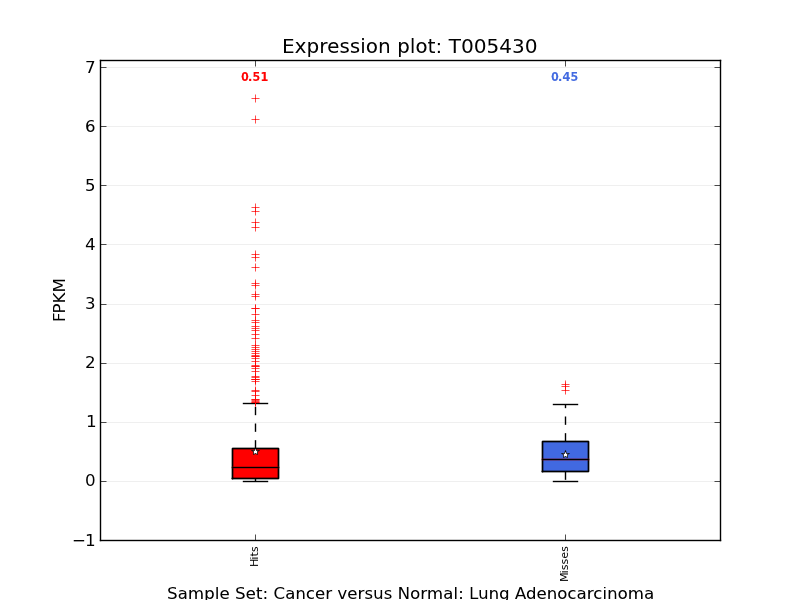 Expression plot: T005430
7
0.51
0.45
6
5
4
FPKM
3
2
1
0
−1
Hits
Misses
Sample Set: Cancer versus Normal: Lung Adenocarcinoma